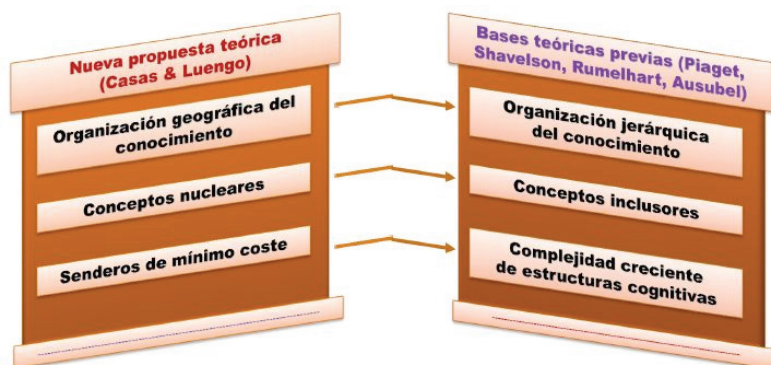 Nueva propuesta teórica
(Casas & Luengo)
Organización geográfica del
conocimiento
Conceptos nucleares
Senderos de mínimo coste
Bases teóricas previas (Piaget,
Shavelson, Rumelhart, Ausubel)
Organización jerárquica
del conocimiento
Conceptos inclusores
Complejidad creciente
de estructuras cognitivas